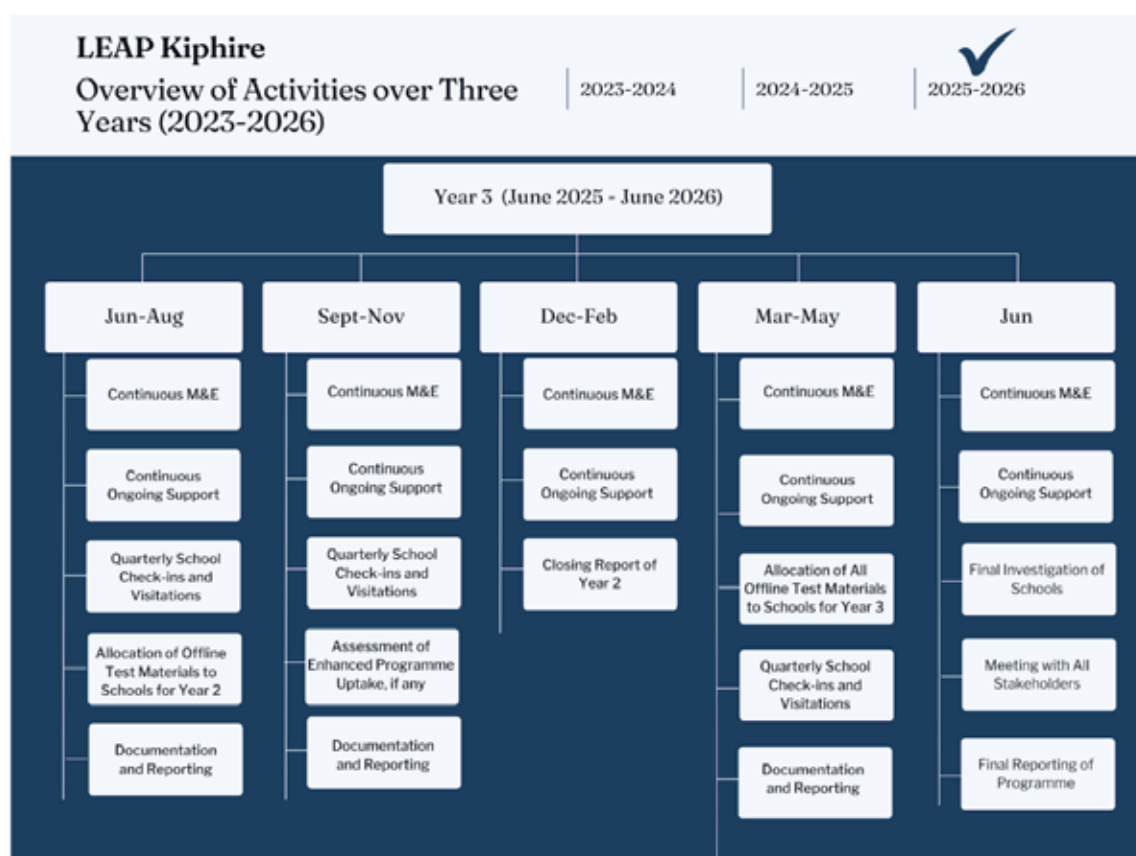 LEAP Kiphire
Overview of Activities over Three
Years (2023-2026)
2023-2024
2024-2025
2025-2026
Year 3 (June 2025 - June 2026)
Jun-Aug
Sept-Nov
Dec-Feb
Mar-May
Jun
Continuous M&E
Continuous
Ongoing Support
Quarterly School
Check-ins and
Visitations
Allocation of Offline
Test Materials to
Schools for Year 2
Documentation
and Reporting
Continuous M&E
Continuous
Ongoing Support
Quarterly School
Check-ins and
Visitations
Assessment of
Enhanced Programme
Uptake, if any
Documentation
and Reporting
Continuous M&E
Continuous
Ongoing Support
Closing Report of
Year 2
Continuous M&E
Continuous
Ongoing Support
Allocation of All
Offline Test Materials
to Schools for Year 3
Quarterly School
Check-ins and
Visitations
Documentation
and Reporting
Continuous M&E
Continuous
Ongoing Support
Final Investigation of
Schools
Meeting with All
Stakeholders
Final Reporting of
Programme